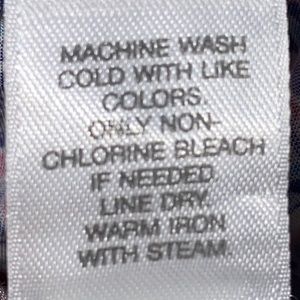 MACHINE WASH
COLD WITH LIKE
COLORS.
ONLY NON-
CHLORINE BLEACH
IF NEEDED.
LINE DRY.
WARM IRON
WITH STEAM.